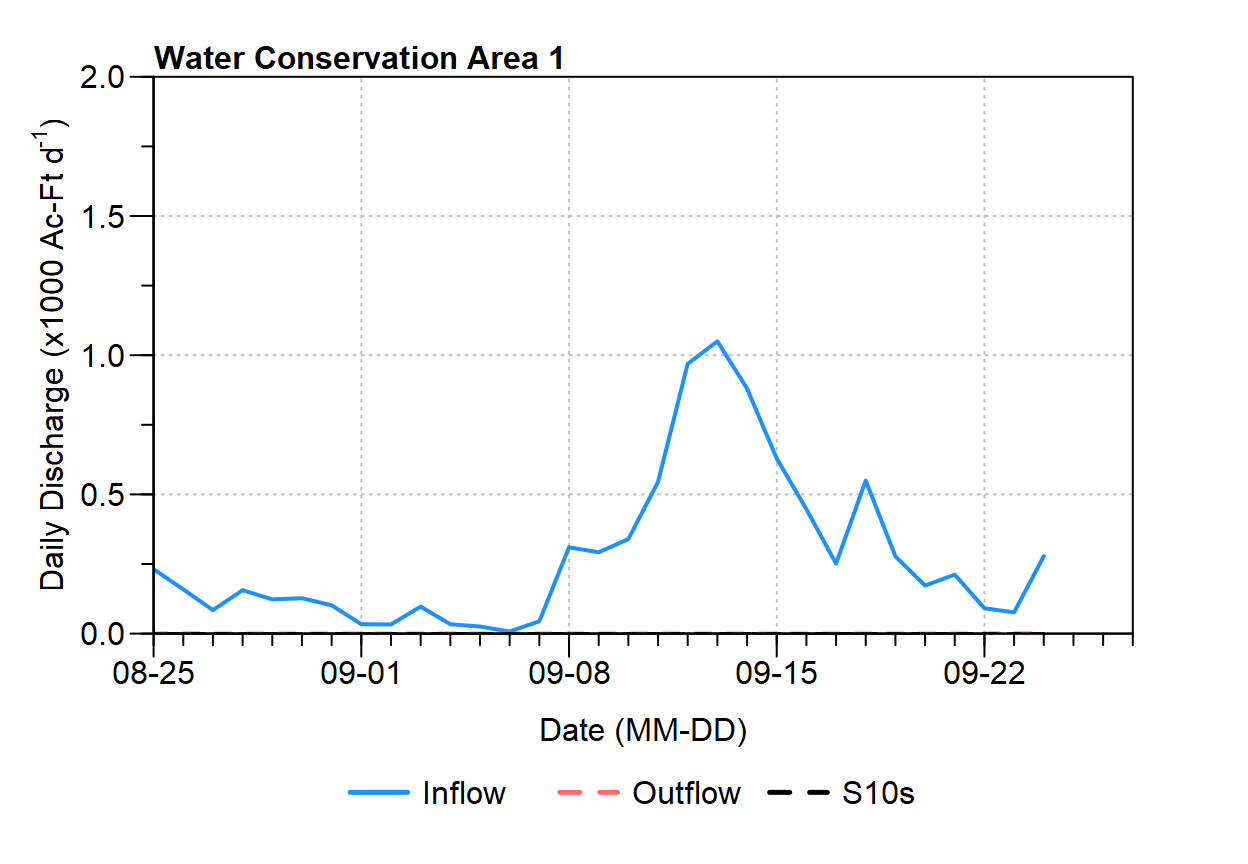 Water Conservation Area 1
Daily Discharge (x1000 Ac-Ft d⁻¹)
2.0
1.5
1.0
0.5
0.0
08-25 09-01 09-08 09-15 09-22
Date (MM-DD)
Inflow Outflow S10s